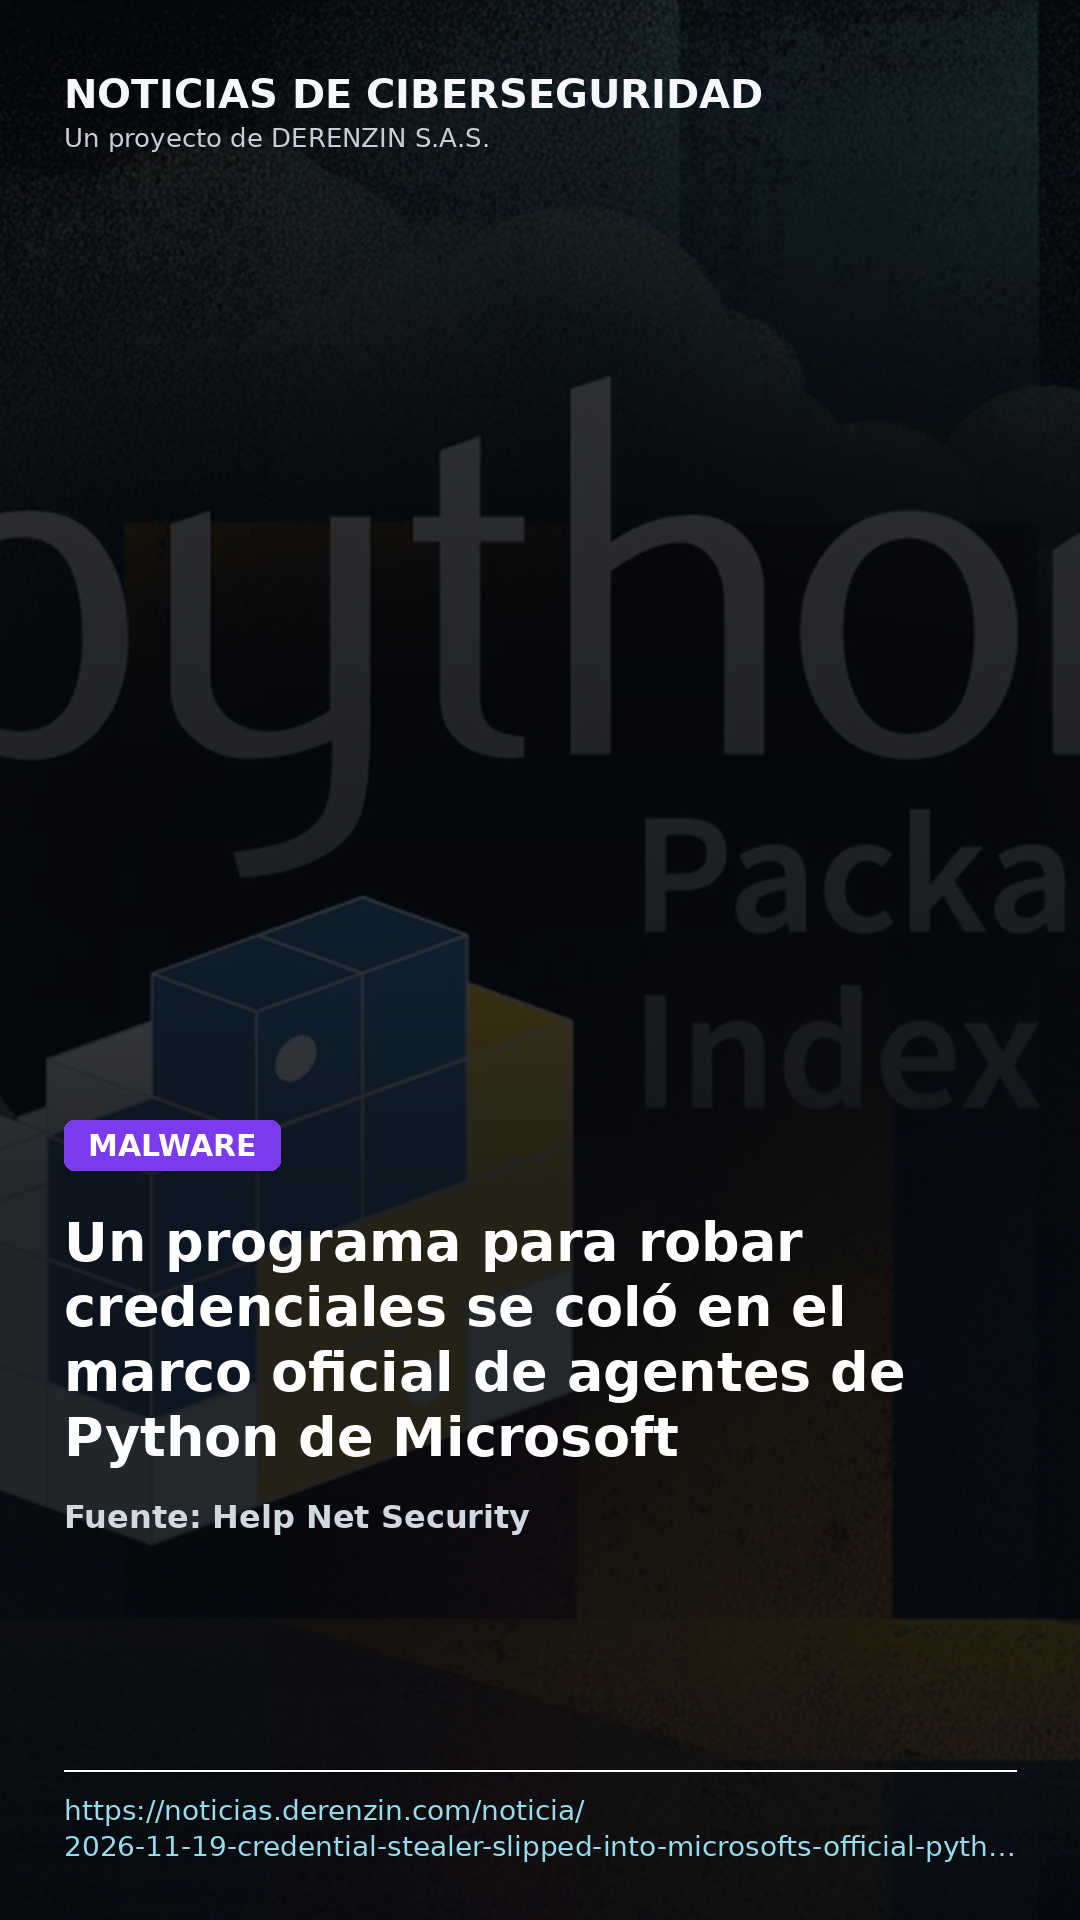 NOTICIAS DE CIBERSEGURIDAD
Un proyecto de DERENZIN S.A.S.
python
Packa
Index
MALWARE
Un programa para robar
credenciales se coló en el
marco oficial de agentes de
Python de Microsoft
Fuente: Help Net Security
https://noticias.derenzin.com/noticia/
2026-11-19-credential-stealer-slipped-into-microsofts-official-pyth…